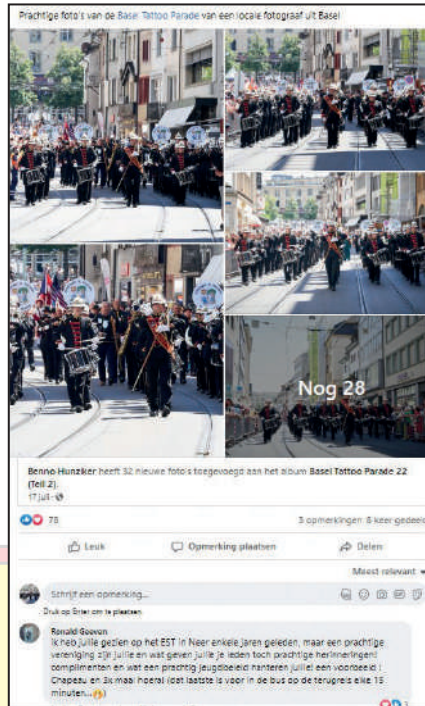 Prachtige foto's van de Basel Tattoo Parade van een locale fotograaf uit Basel
Nog 28
Benno Hunziker heeft 32 nieuwe foto's toegevoegd aan het album Basel Tattoo Parade 22
(Teil 2).
17 juli
78
3 opmerkingen 8 keer gedeeld
Leuk
Opmerking plaatsen
Delen
Meest relevant
Schrijf een opmerking...
Druk op Enter om te plaatsen.
Ronald Geeven
Ik heb jullie gezien op het EST in Neer enkele jaren geleden, maar een prachtige
vereniging zijn jullie en wat geven jullie je leden toch prachtige herinneringen!
complimenten en wat een prachtig jeugdbeleid hanteren jullie! een voorbeeld !
Chapeau en 3x maal hoera! (dat laatste is voor in de bus op de terugreis elke 15
minuten...)